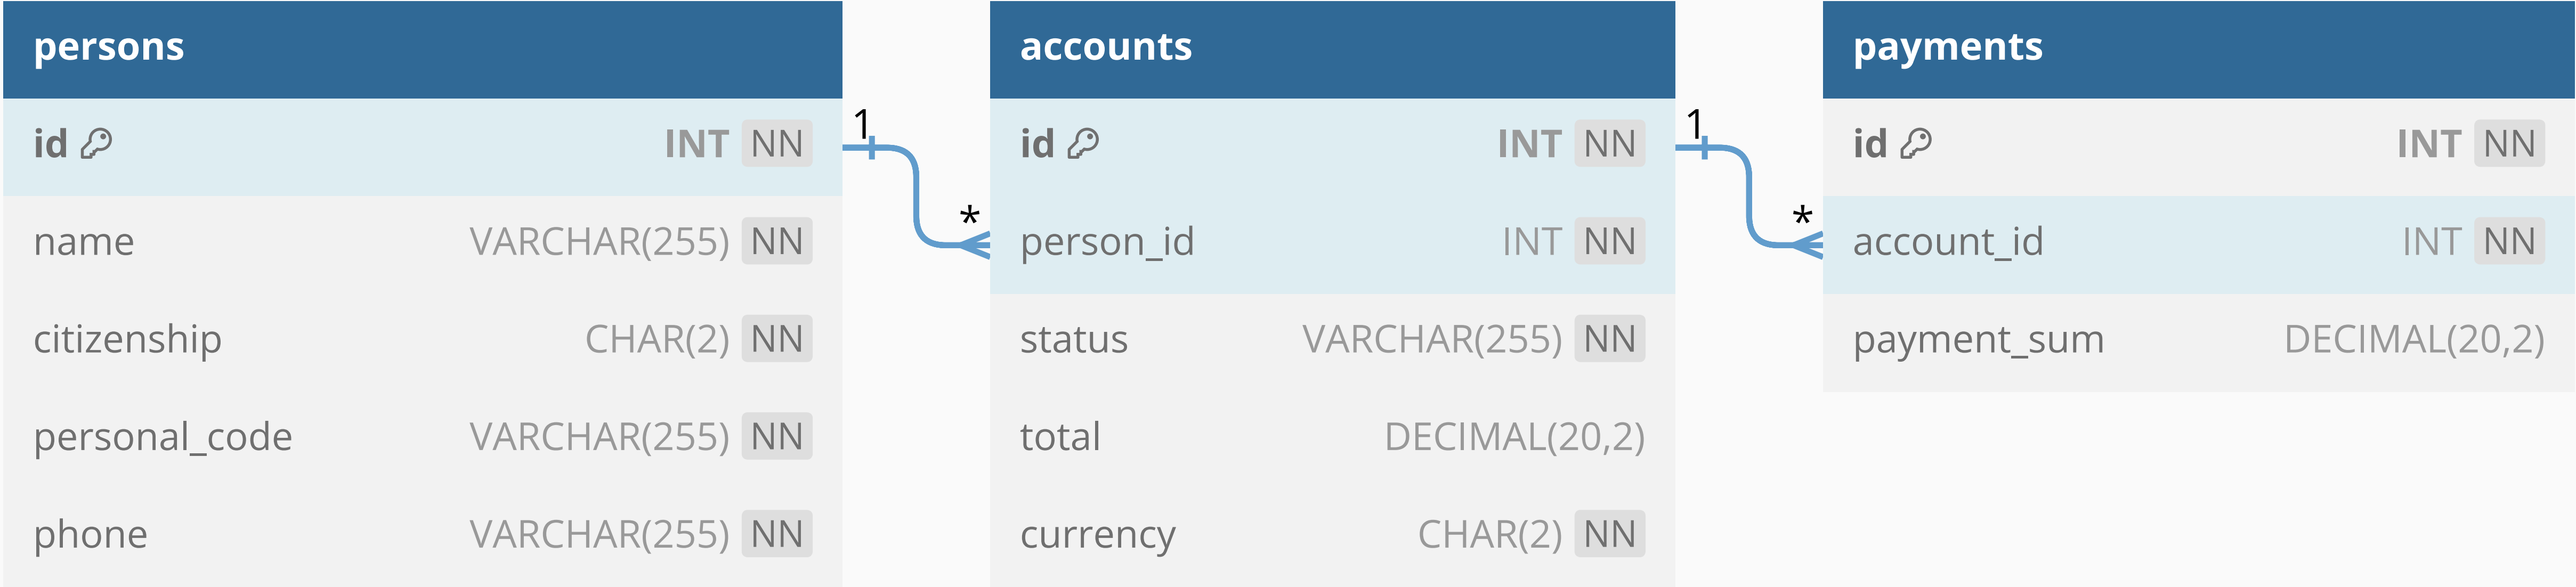 persons
id INT NN
name VARCHAR(255) NN
citizenship CHAR(2) NN
personal_code VARCHAR(255) NN
phone VARCHAR(255) NN
1
*
accounts
id INT NN
person_id INT NN
status VARCHAR(255) NN
total DECIMAL(20,2)
currency CHAR(2) NN
1
*
payments
id INT NN
account_id INT NN
payment_sum DECIMAL(20,2)